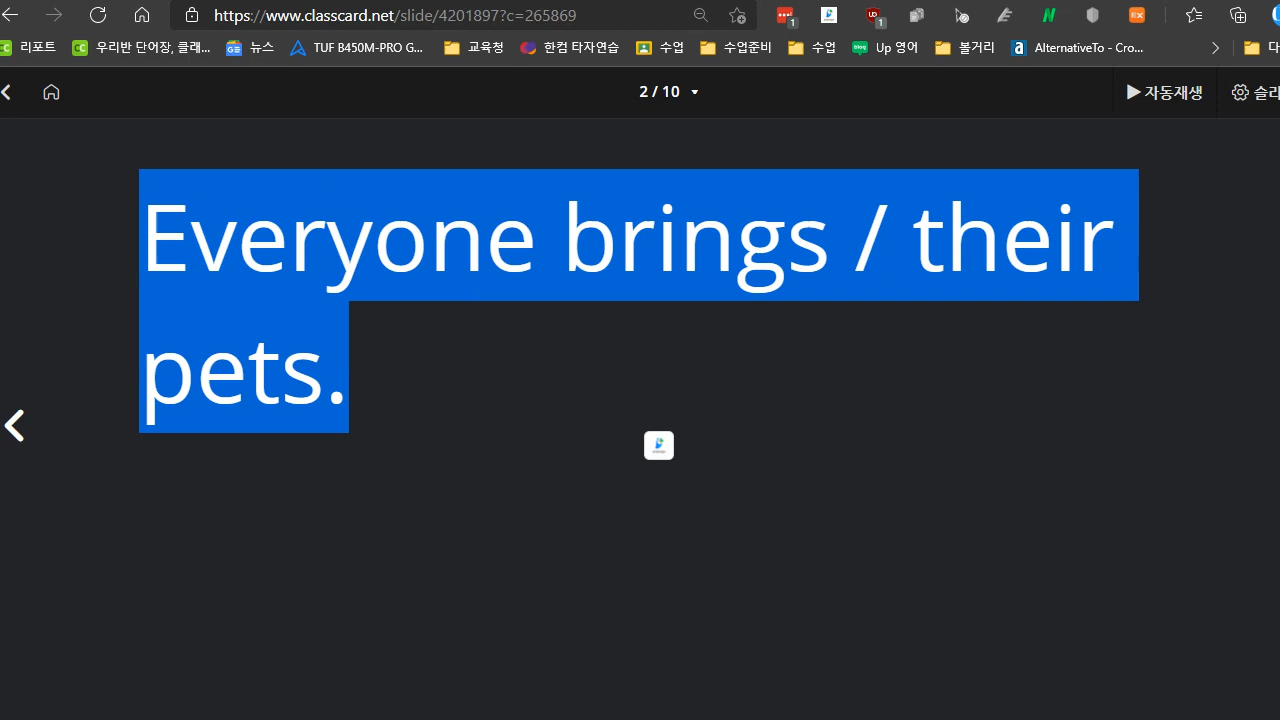 https://www.classcard.net/slide/4201897?c=265869
리포트 우리반 단어장, 클래... 뉴스 TUF B450M-PRO G... 교육청 한컴 타자연습 수업 수업준비 수업 Up 영어 볼거리 AlternativeTo - Cro...
2 / 10 자동재생
Everyone brings / their
pets.